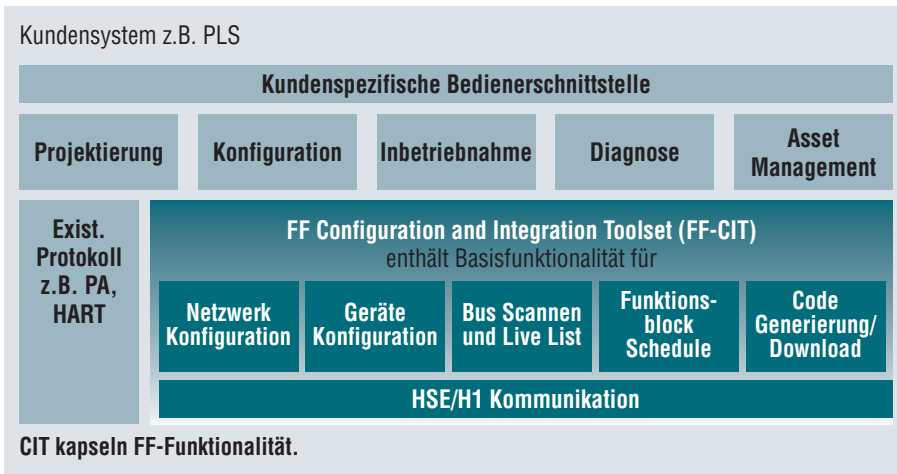 Kundensystem z.B. PLS
Kundenspezifische Bedienerschnittstelle
Projektierung
Konfiguration
Inbetriebnahme
Diagnose
Asset
Management
Exist.
Protokoll
z.B. PA,
HART
FF Configuration and Integration Toolset (FF-CIT)
enthält Basisfunktionalität für
Netzwerk
Konfiguration
Geräte
Konfiguration
Bus Scannen
und Live List
Funktions-
block
Schedule
Code
Generierung/
Download
HSE/H1 Kommunikation
CIT kapseln FF-Funktionalität.